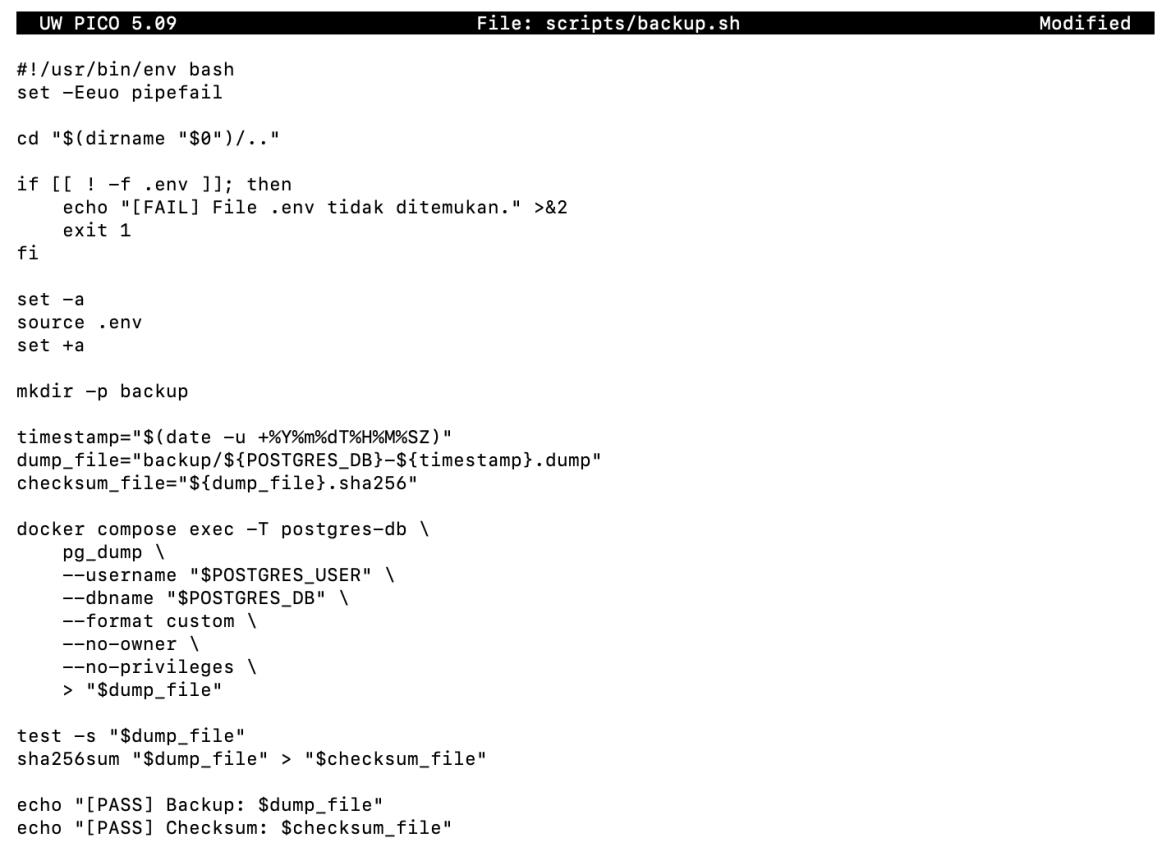 UW PICO 5.09 File: scripts/backup.sh Modified
#!/usr/bin/env bash
set -Eeuo pipefail
cd "$(dirname "$0")/.."
if [[ ! -f .env ]]; then
    echo "[FAIL] File .env tidak ditemukan." >&2
    exit 1
fi
set -a
source .env
set +a
mkdir -p backup
timestamp="$(date -u +%Y%m%dT%H%M%SZ)"
dump_file="backup/${POSTGRES_DB}-${timestamp}.dump"
checksum_file="${dump_file}.sha256"
docker compose exec -T postgres-db \
    pg_dump \
    --username "$POSTGRES_USER" \
    --dbname "$POSTGRES_DB" \
    --format custom \
    --no-owner \
    --no-privileges \
    > "$dump_file"
test -s "$dump_file"
sha256sum "$dump_file" > "$checksum_file"
echo "[PASS] Backup: $dump_file"
echo "[PASS] Checksum: $checksum_file"